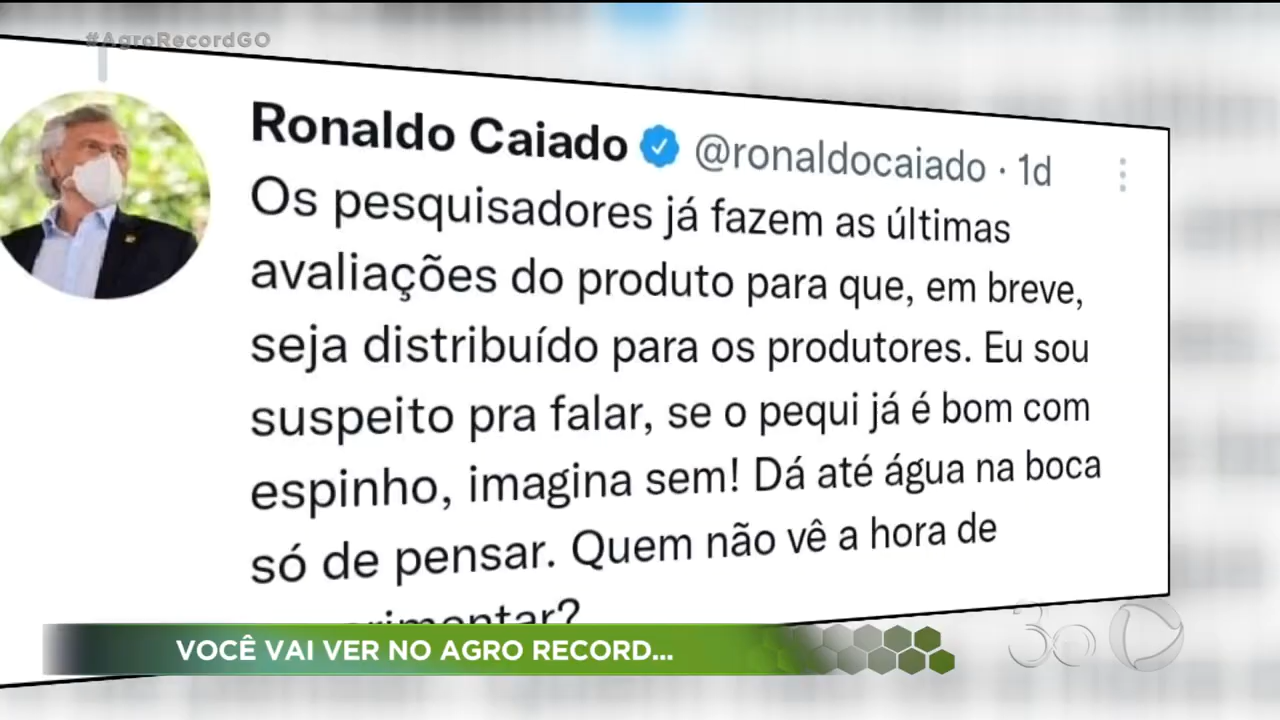 #AgroRecordGO
Ronaldo Caiado @ronaldocaiado · 1d
Os pesquisadores já fazem as últimas
avaliações do produto para que, em breve,
seja distribuído para os produtores. Eu sou
suspeito pra falar, se o pequi já é bom com
espinho, imagina sem! Dá até água na boca
só de pensar. Quem não vê a hora de
VOCÊ VAI VER NO AGRO RECORD...
30